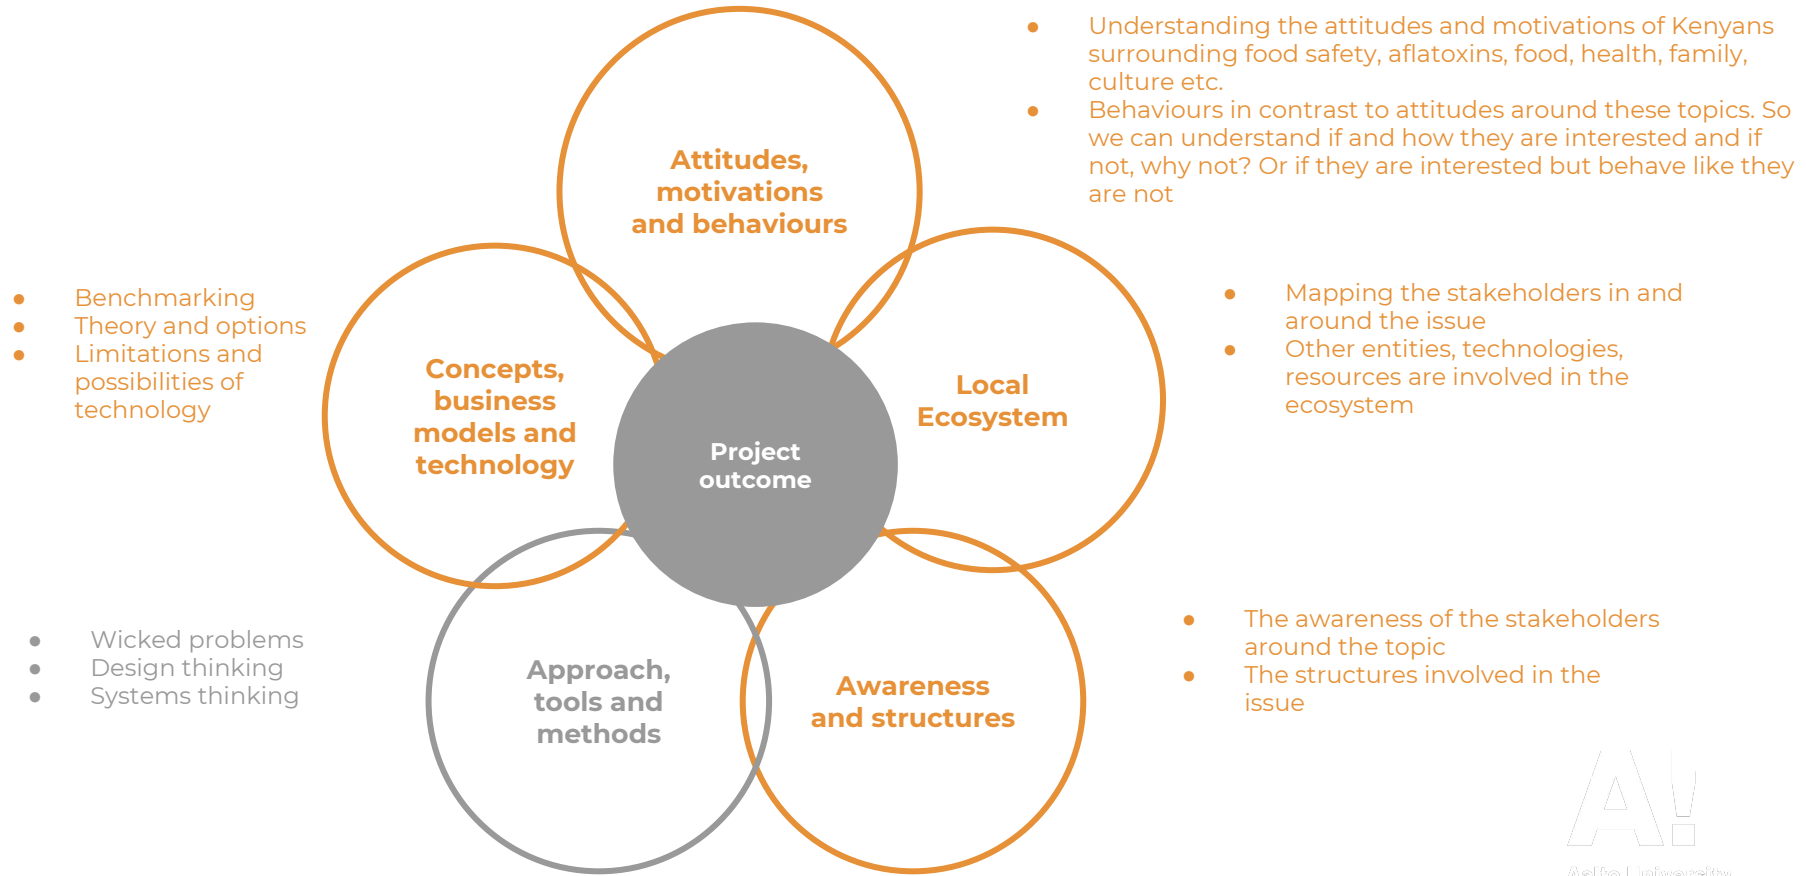 ● Understanding the attitudes and motivations of Kenyans
surrounding food safety, aflatoxins, food, health, family,
culture etc.
● Behaviours in contrast to attitudes around these topics. So
we can understand if and how they are interested and if
not, why not? Or if they are interested but behave like they
are not
Attitudes,
motivations
and behaviours
● Benchmarking
● Theory and options
● Limitations and
possibilities of
technology
Concepts,
business
models and
technology
Project
outcome
Local
Ecosystem
● Mapping the stakeholders in and
around the issue
● Other entities, technologies,
resources are involved in the
ecosystem
● Wicked problems
● Design thinking
● Systems thinking
Approach,
tools and
methods
Awareness
and structures
● The awareness of the stakeholders
around the topic
● The structures involved in the
issue
A!
Aalto University